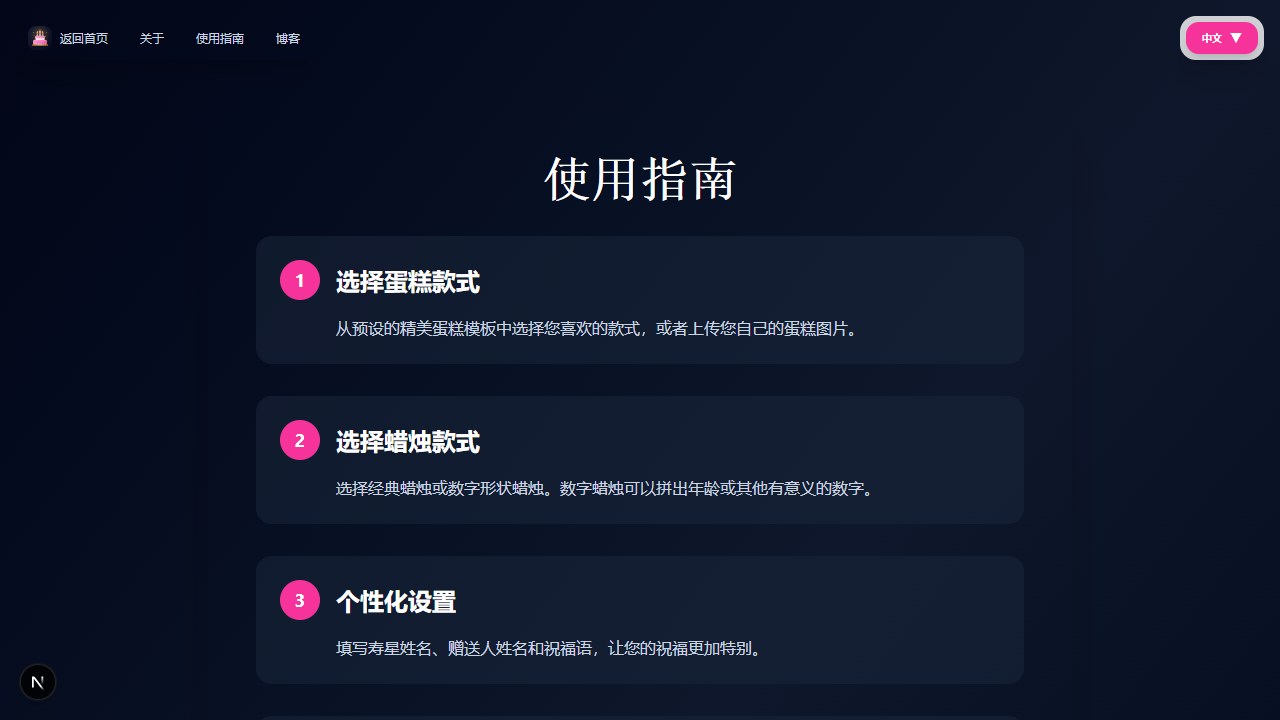 返回首页 关于 使用指南 博客
中文 ▼
使用指南
1 选择蛋糕款式
从预设的精美蛋糕模板中选择您喜欢的款式，或者上传您自己的蛋糕图片。
2 选择蜡烛款式
选择经典蜡烛或数字形状蜡烛。数字蜡烛可以拼出年龄或其他有意义的数字。
3 个性化设置
填写寿星姓名、赠送人姓名和祝福语，让您的祝福更加特别。
N